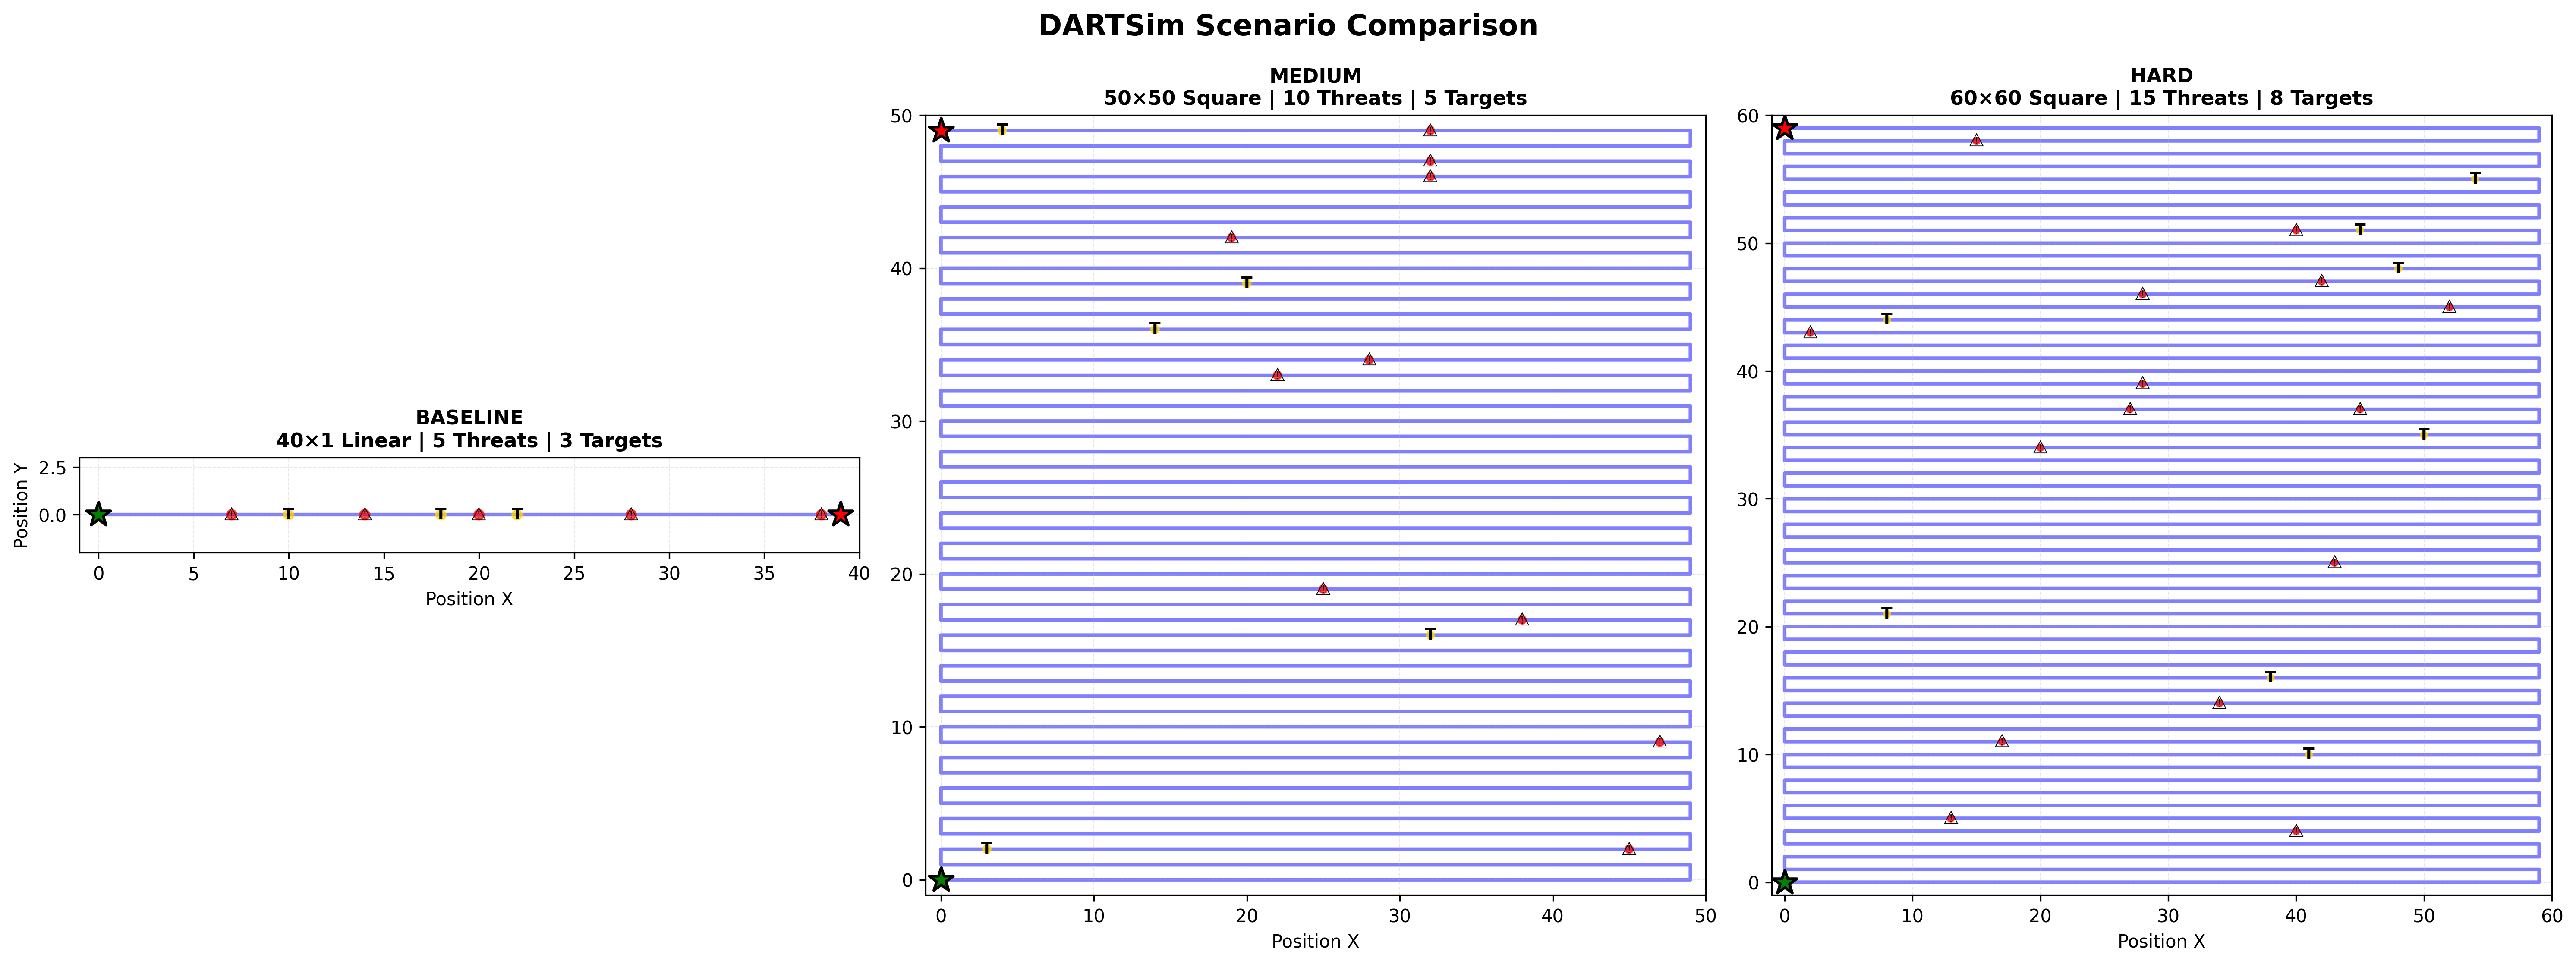 DARTSim Scenario Comparison
BASELINE
40×1 Linear | 5 Threats | 3 Targets
Position Y
2.5
0.0
T T T
0 5 10 15 20 25 30 35 40
Position X
MEDIUM
50×50 Square | 10 Threats | 5 Targets
50
40
30
20
10
0
T
T
T
T
T
0 10 20 30 40 50
Position X
HARD
60×60 Square | 15 Threats | 8 Targets
60
50
40
30
20
10
0
T
T
T
T
T
T
T
T
0 10 20 30 40 50 60
Position X